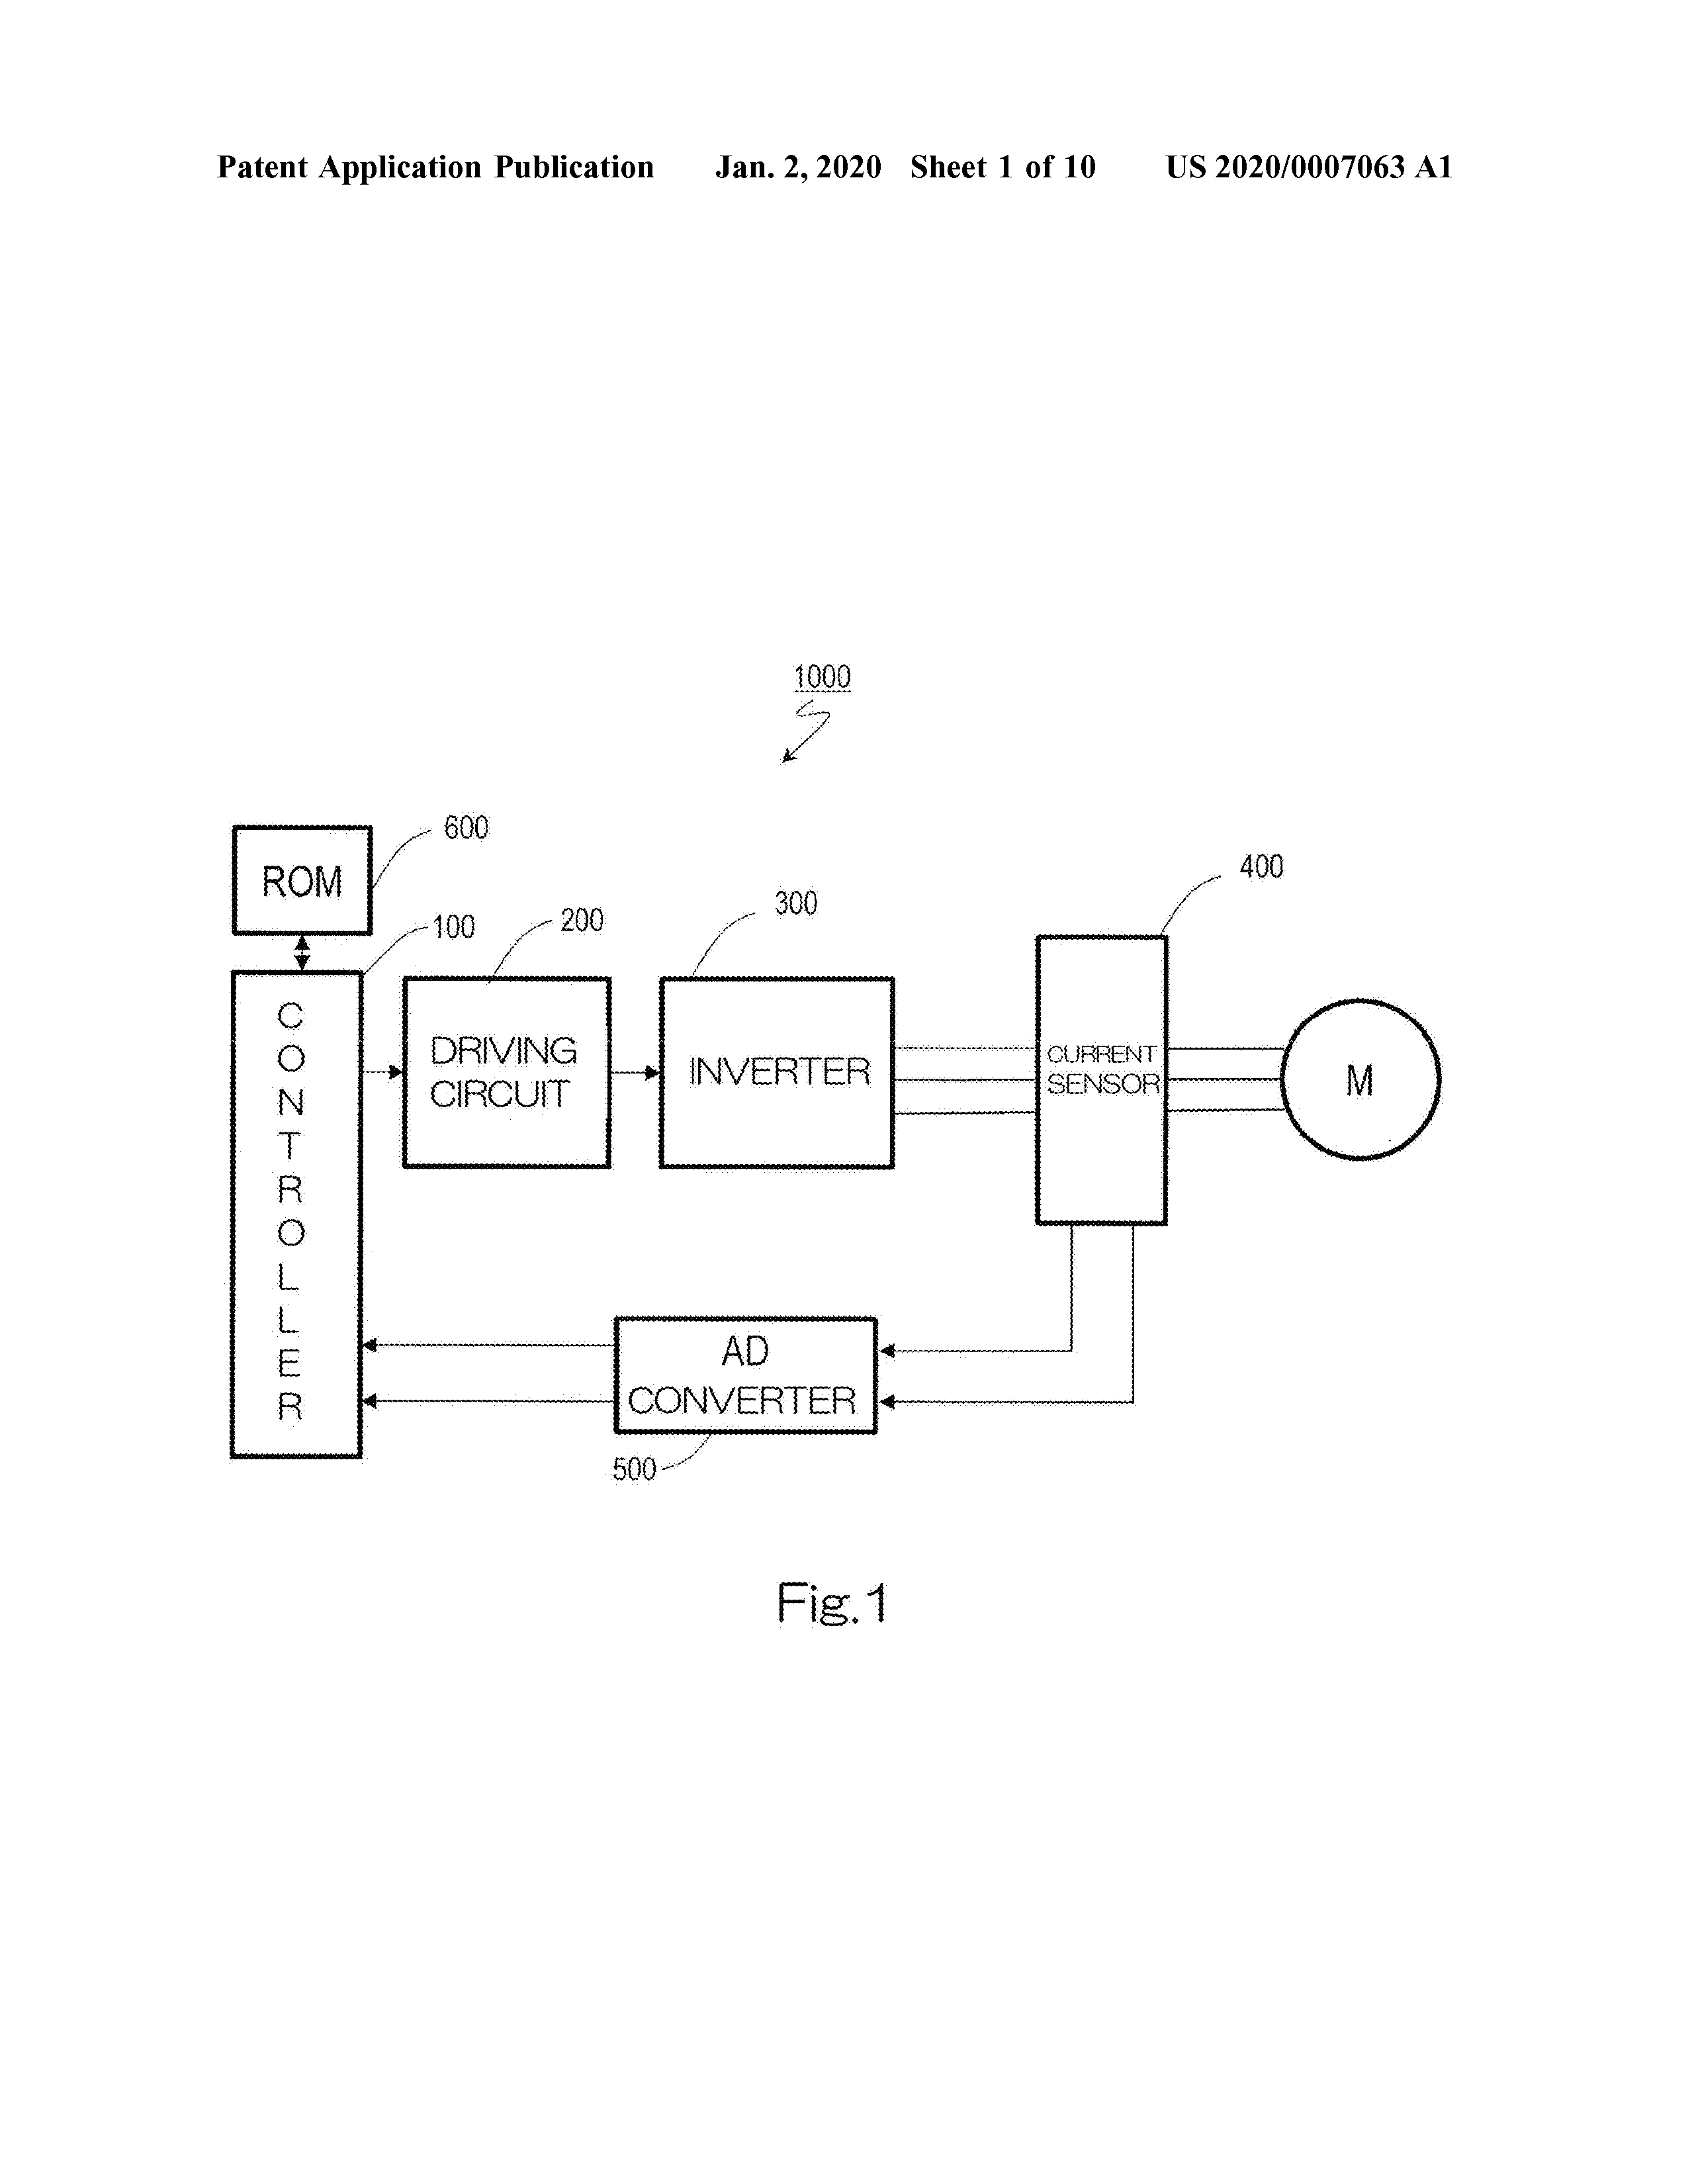 Patent Application Publication Jan. 2, 2020 Sheet 1 of 10 US 2020/0007063 A1
1000
600
ROM
400
300
200
100
CONTROLLER
DRIVING
CIRCUIT
INVERTER
CURRENT
SENSOR
M
AD
CONVERTER
500
Fig.1